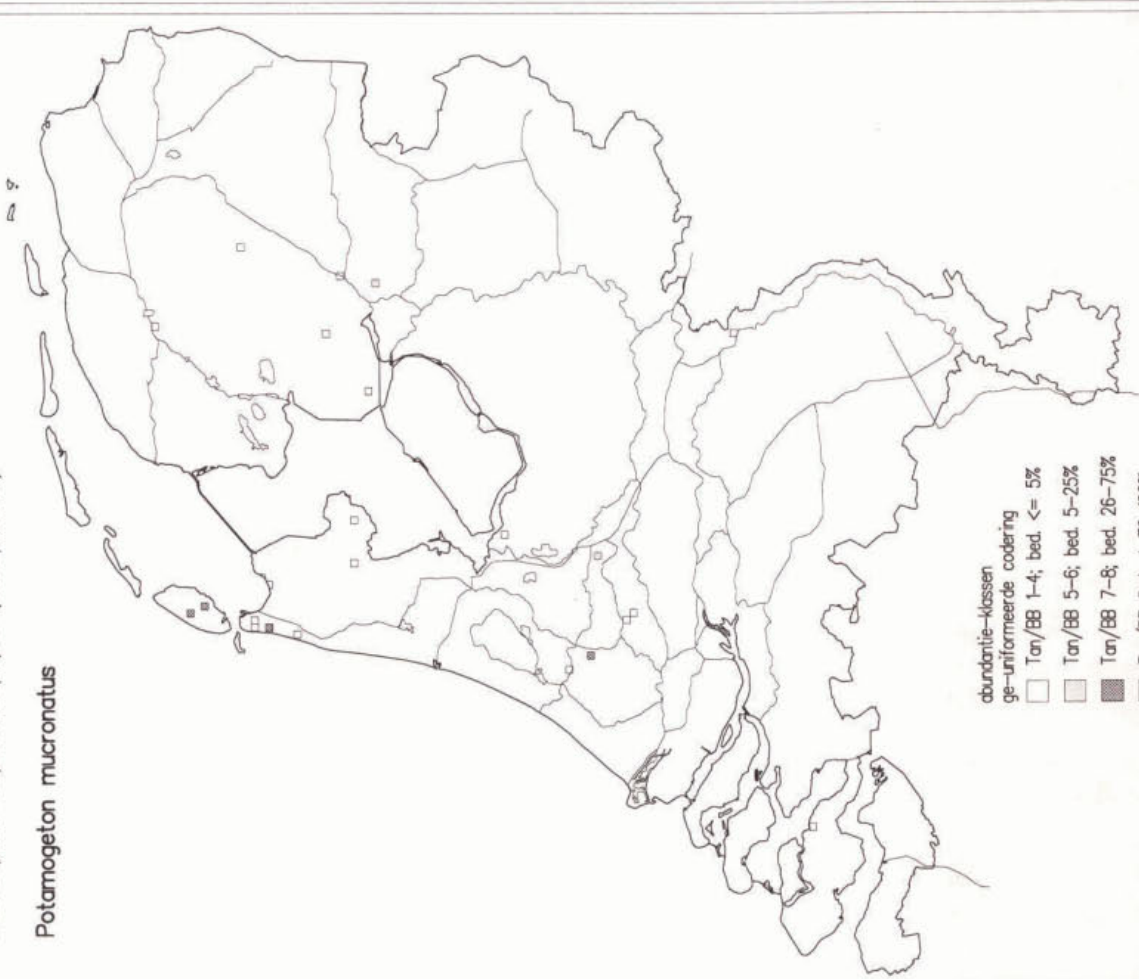 Potamogeton mucronatus
abundantie-klassen
ge-uniformeerde codering
Tan/BB 1-4; bed. <= 5%
Tan/BB 5-6; bed. 5-25%
Tan/BB 7-8; bed. 26-75%